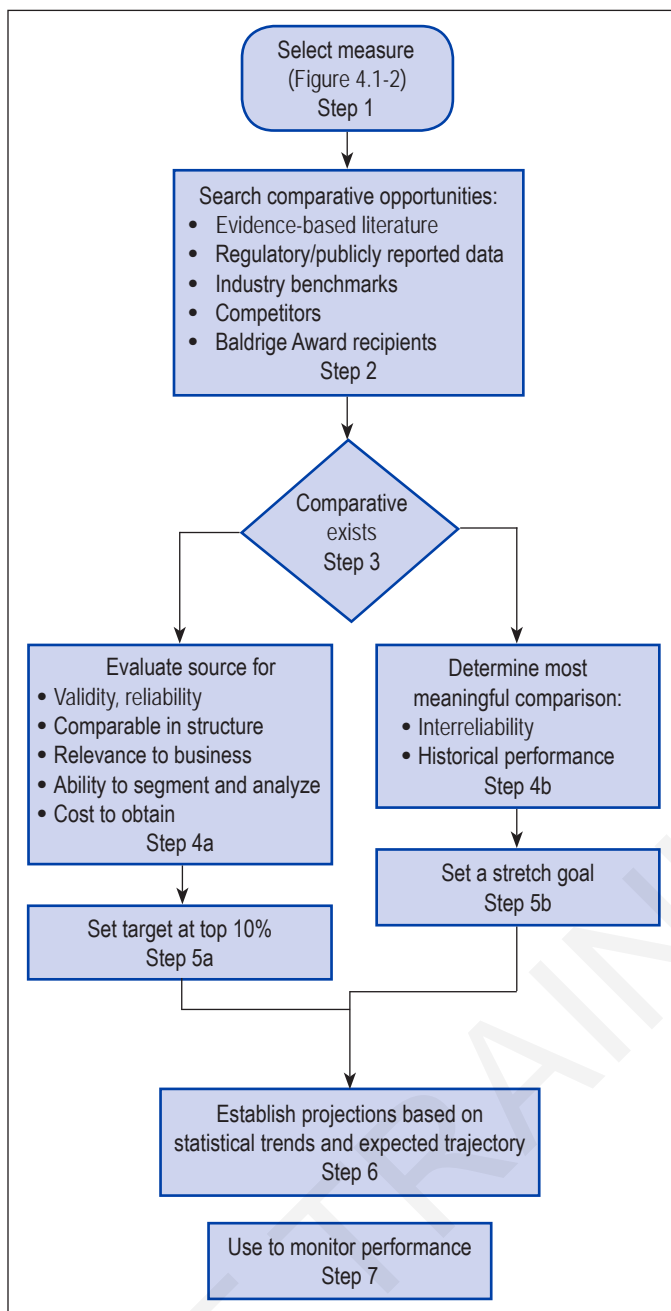 Select measure
(Figure 4.1-2)
Step 1
Search comparative opportunities:
• Evidence-based literature
• Regulatory/publicly reported data
• Industry benchmarks
• Competitors
• Baldrige Award recipients
Step 2
Comparative
exists
Step 3
Evaluate source for
• Validity, reliability
• Comparable in structure
• Relevance to business
• Ability to segment and analyze
• Cost to obtain
Step 4a
Determine most
meaningful comparison:
• Interreliability
• Historical performance
Step 4b
Set target at top 10%
Step 5a
Set a stretch goal
Step 5b
Establish projections based on
statistical trends and expected trajectory
Step 6
Use to monitor performance
Step 7